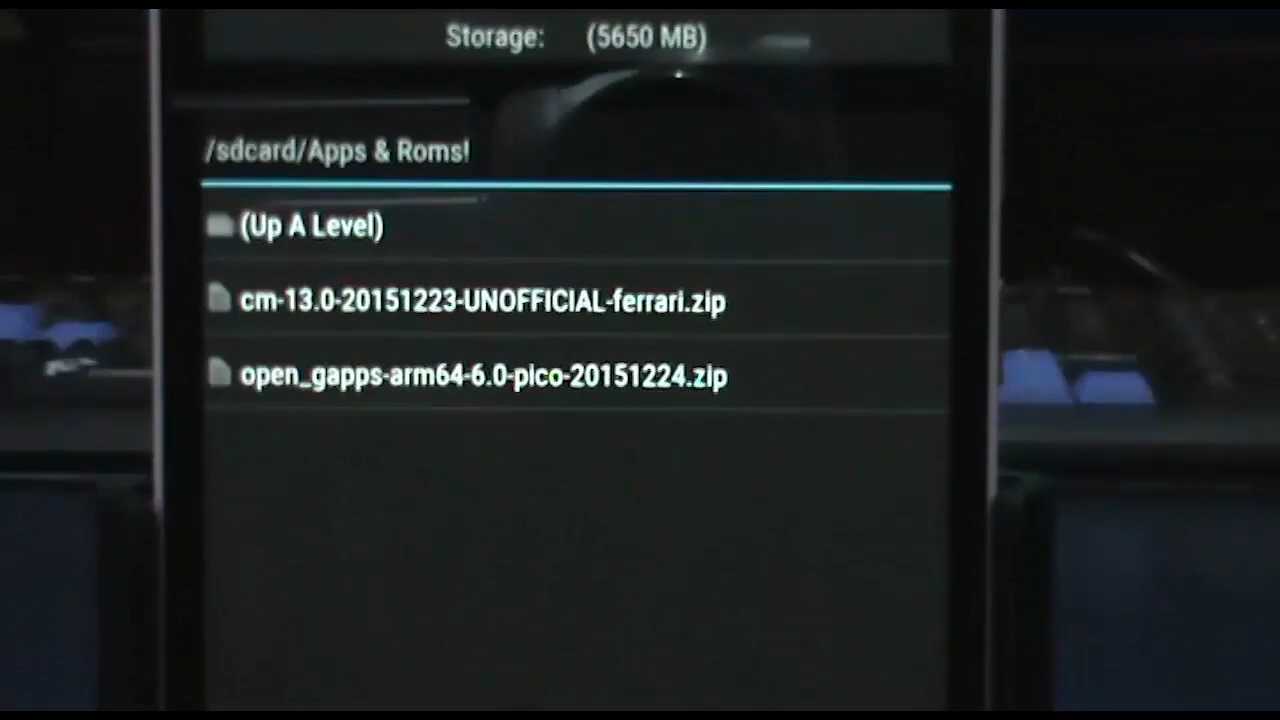 Storage: (5650 MB)
/sdcard/Apps & Roms!
(Up A Level)
cm-13.0-20151223-UNOFFICIAL-ferrari.zip
open_gapps-arm64-6.0-pico-20151224.zip